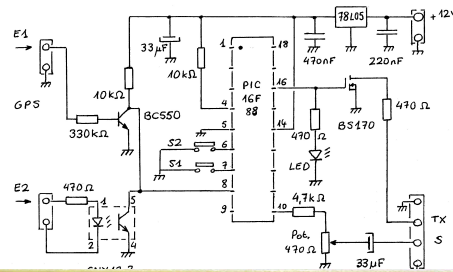 E1
GPS
330kΩ
10kΩ
BC550
33µF
10kΩ
1
18
PIC
16F
88
16
4
5
14
S2
6
S1
7
8
9
10
470nF
78L05
220nF
+ 12V
470Ω
BS170
LED
470Ω
E2
470Ω
1
2
5
4
4,7kΩ
Pot.
470Ω
33µF
TX
S